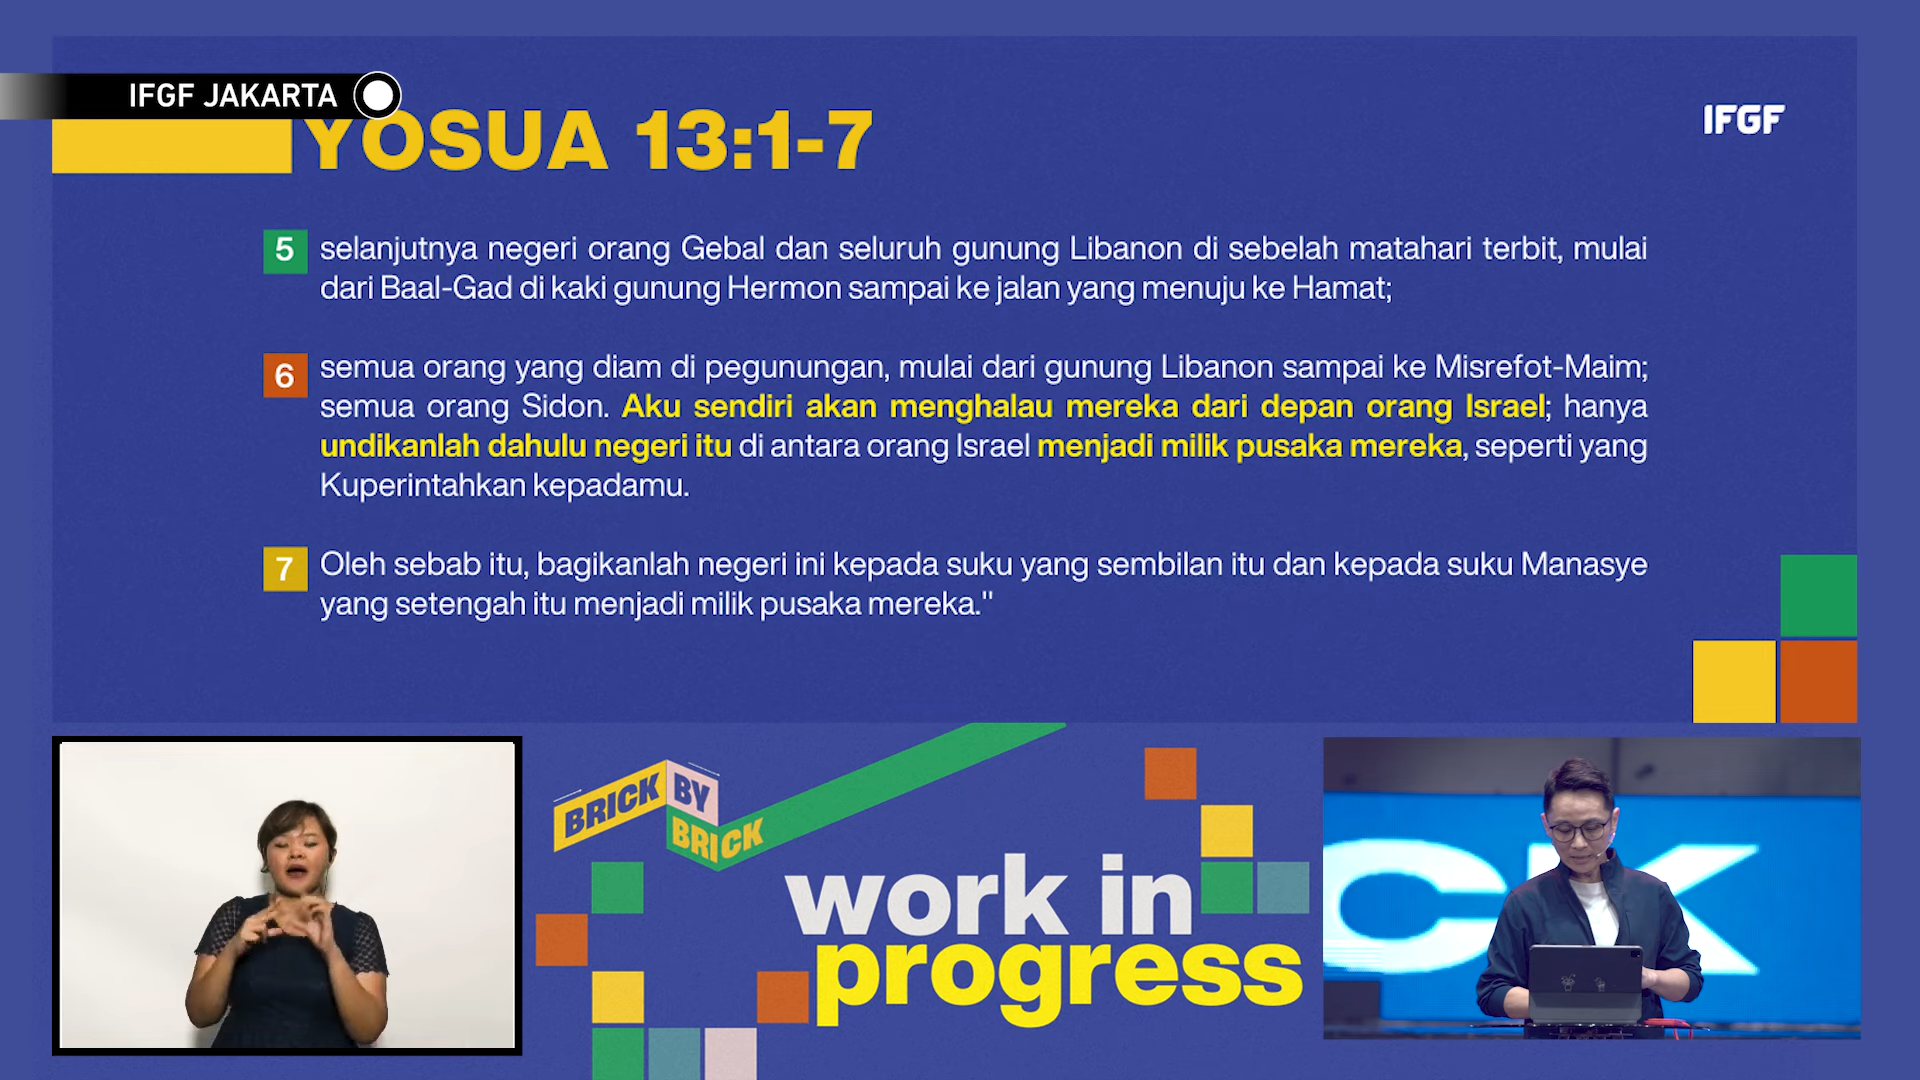 IFGF JAKARTA
YOSUA 13:1-7
IFGF
5 selanjutnya negeri orang Gebal dan seluruh gunung Libanon di sebelah matahari terbit, mulai
dari Baal-Gad di kaki gunung Hermon sampai ke jalan yang menuju ke Hamat;
6 semua orang yang diam di pegunungan, mulai dari gunung Libanon sampai ke Misrefot-Maim;
semua orang Sidon. Aku sendiri akan menghalau mereka dari depan orang Israel; hanya
undikanlah dahulu negeri itu di antara orang Israel menjadi milik pusaka mereka, seperti yang
Kuperintahkan kepadamu.
7 Oleh sebab itu, bagikanlah negeri ini kepada suku yang sembilan itu dan kepada suku Manasye
yang setengah itu menjadi milik pusaka mereka."
BRICK BY
BRICK
work in
progress
CK